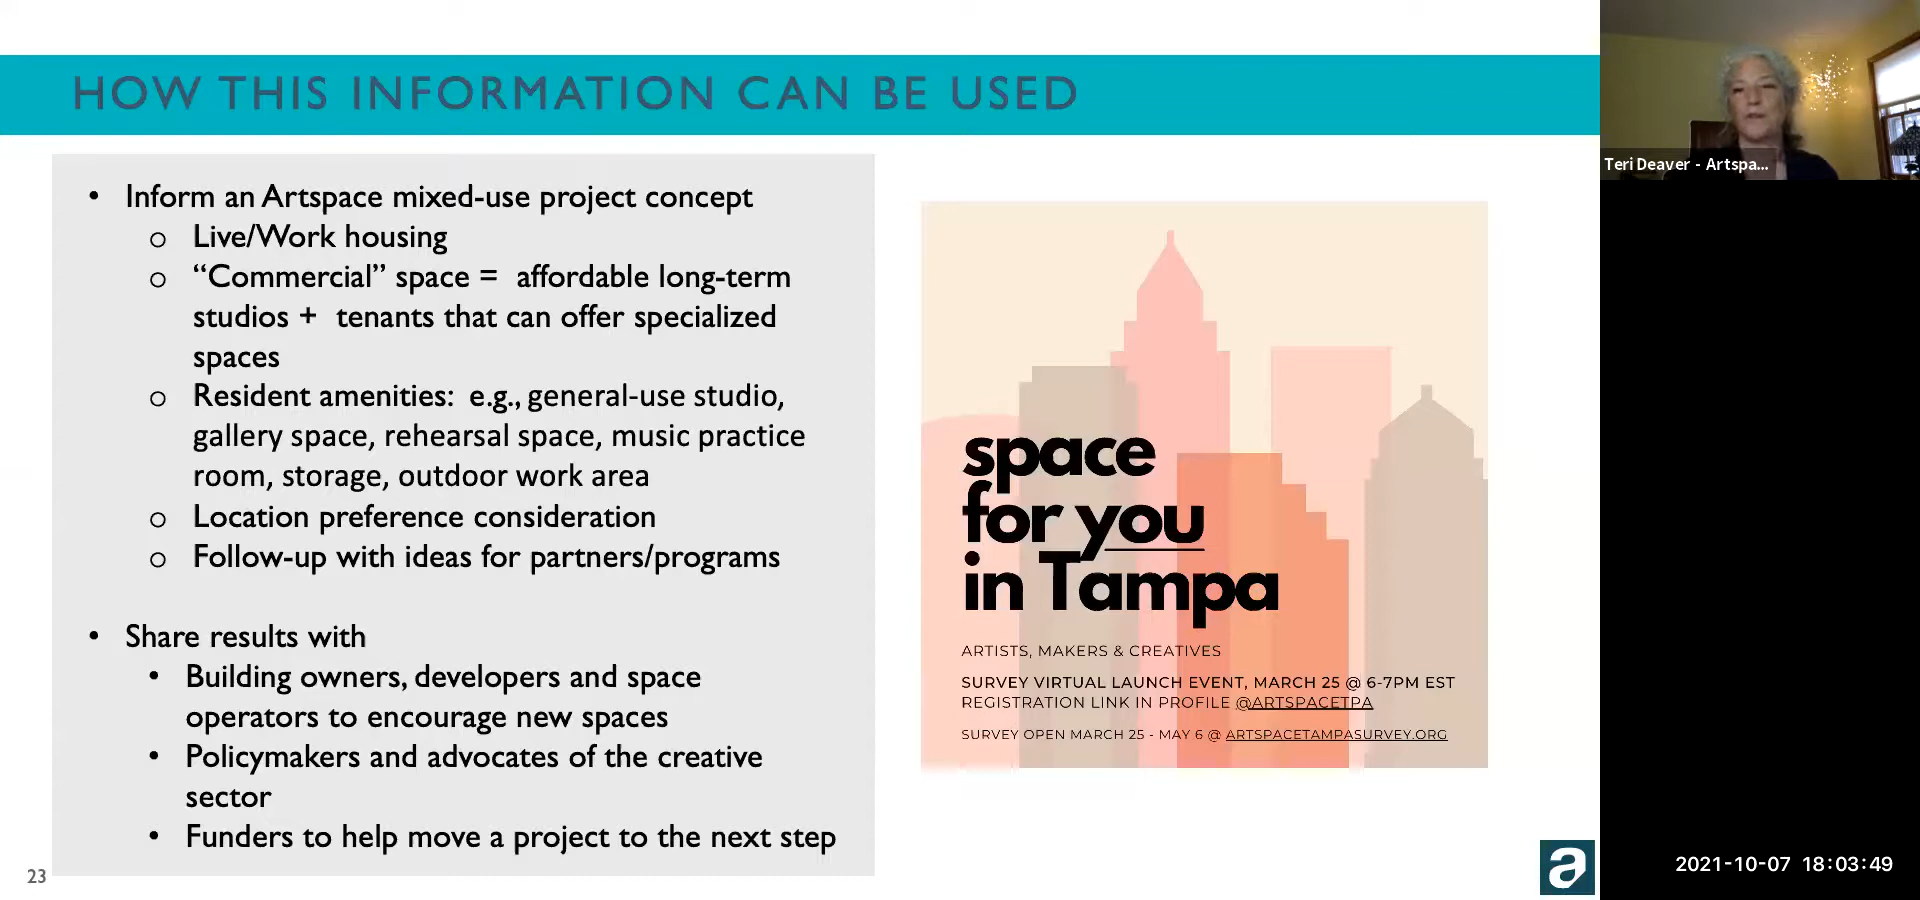 HOW THIS INFORMATION CAN BE USED
• Inform an Artspace mixed-use project concept
o Live/Work housing
o “Commercial” space = affordable long-term
studios + tenants that can offer specialized
spaces
o Resident amenities: e.g., general-use studio,
gallery space, rehearsal space, music practice
room, storage, outdoor work area
o Location preference consideration
o Follow-up with ideas for partners/programs
• Share results with
• Building owners, developers and space
operators to encourage new spaces
• Policymakers and advocates of the creative
sector
• Funders to help move a project to the next step
23
space
for you
in Tampa
ARTISTS, MAKERS & CREATIVES
SURVEY VIRTUAL LAUNCH EVENT, MARCH 25 @ 6-7PM EST
REGISTRATION LINK IN PROFILE @ARTSPACETPA
SURVEY OPEN MARCH 25 - MAY 6 @ ARTSPACETAMPASURVEY.ORG
a
Teri Deaver - Artspa...
2021-10-07 18:03:49